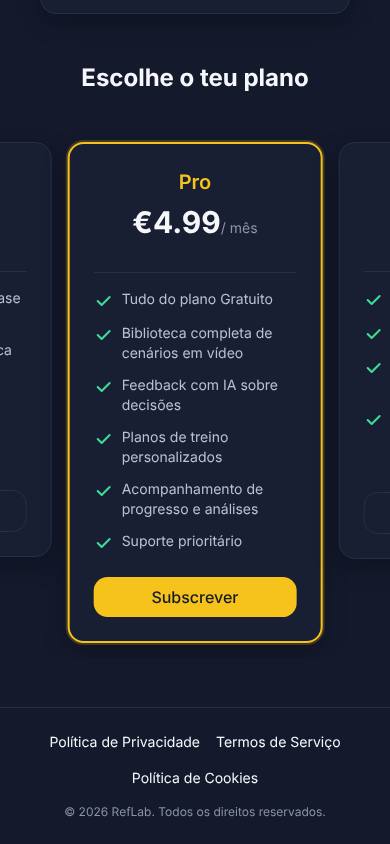 Escolhe o teu plano
Pro
€4.99/ mês
Tudo do plano Gratuito
Biblioteca completa de
cenários em vídeo
Feedback com IA sobre
decisões
Planos de treino
personalizados
Acompanhamento de
progresso e análises
Suporte prioritário
Subscrever
Política de Privacidade Termos de Serviço
Política de Cookies
© 2026 RefLab. Todos os direitos reservados.